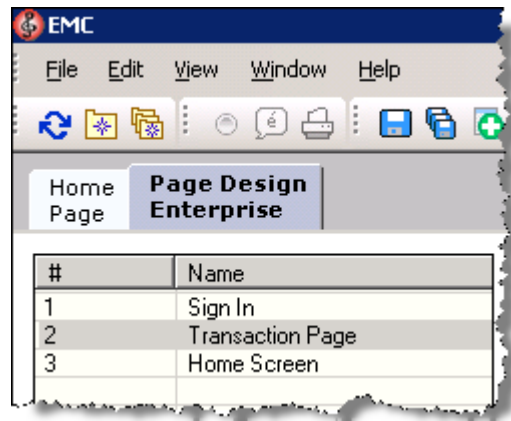 EMC
File Edit View Window Help
é
Home Page
Page Design Enterprise
# Name
1 Sign In
2 Transaction Page
3 Home Screen